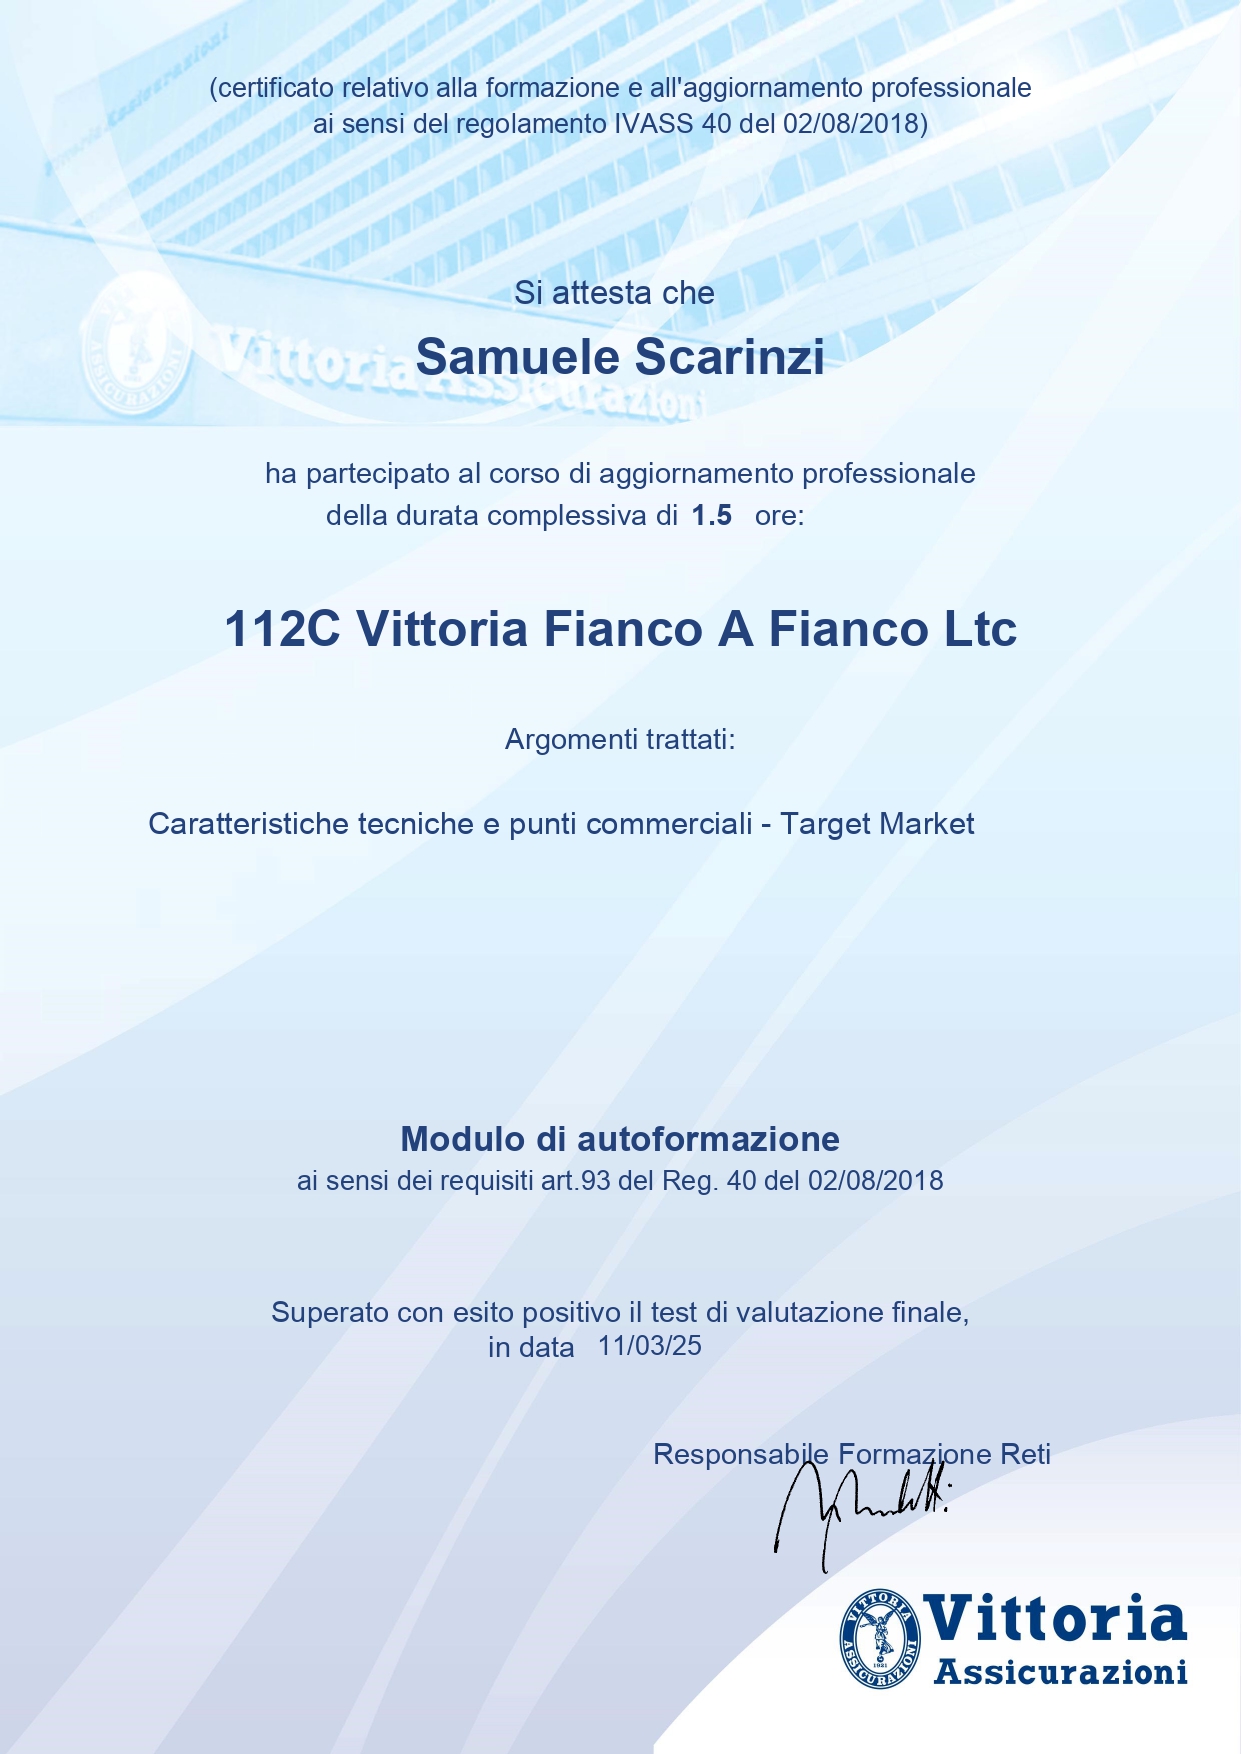 (certificato relativo alla formazione e all'aggiornamento professionale
ai sensi del regolamento IVASS 40 del 02/08/2018)
Si attesta che
Vittoria Assicurazioni
Samuele Scarinzi
ha partecipato al corso di aggiornamento professionale
della durata complessiva di 1.5 ore:
112C Vittoria Fianco A Fianco Ltc
Argomenti trattati:
Caratteristiche tecniche e punti commerciali - Target Market
Modulo di autoformazione
ai sensi dei requisiti art.93 del Reg. 40 del 02/08/2018
Superato con esito positivo il test di valutazione finale,
in data 11/03/25
Responsabile Formazione Reti
VITTORIA
ASSICURAZIONI
1921
Vittoria
Assicurazioni